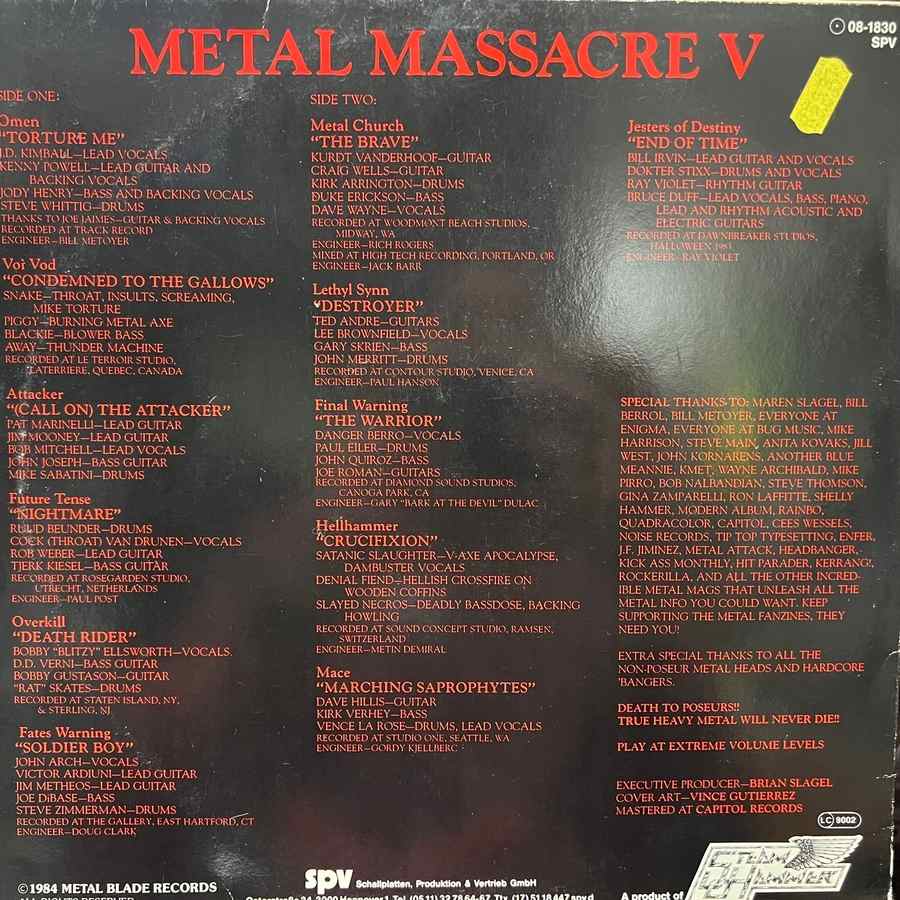 METAL MASSACRE V
08-1830
SPV
SIDE ONE:
Omen
"TORTURE ME"
J.D. KIMBALL—LEAD VOCALS
KENNY POWELL—LEAD GUITAR AND
BACKING VOCALS
JODY HENRY—BASS AND BACKING VOCALS
STEVE WHITTIG—DRUMS
THANKS TO JOE JAIMES—GUITAR & BACKING VOCALS
RECORDED AT TRACK RECORD
ENGINEER—BILL METOYER
Voi Vod
"CONDEMNED TO THE GALLOWS"
SNAKE—THROAT, INSULTS, SCREAMING,
MIKE TORTURE
PIGGY—BURNING METAL AXE
BLACKIE—BLOWER BASS
AWAY—THUNDER MACHINE
RECORDED AT LE TERROIR STUDIO,
LATERRIERE, QUEBEC, CANADA
Attacker
"(CALL ON) THE ATTACKER"
PAT MARINELLI—LEAD GUITAR
JIM MOONEY—LEAD GUITAR
BOB MITCHELL—LEAD VOCALS
JOHN JOSEPH—BASS GUITAR
MIKE SABATINI—DRUMS
Future Tense
"NIGHTMARE"
RUUD BEUNDER—DRUMS
COCK (THROAT) VAN DRUNEN—VOCALS
ROB WEBER—LEAD GUITAR
TJERK KIESEL—BASS GUITAR
RECORDED AT ROSEGARDEN STUDIO,
UTRECHT, NETHERLANDS
ENGINEER—PAUL POST
Overkill
"DEATH RIDER"
BOBBY "BLITZY" ELLSWORTH—VOCALS.
D.D. VERNI—BASS GUITAR
BOBBY GUSTASON—GUITAR
"RAT" SKATES—DRUMS
RECORDED AT STATEN ISLAND, NY,
& STERLING, NJ.
Fates Warning
"SOLDIER BOY"
JOHN ARCH—VOCALS
VICTOR ARDIUNI—LEAD GUITAR
JIM METHEOS—LEAD GUITAR
JOE DiBASE—BASS
STEVE ZIMMERMAN—DRUMS
RECORDED AT THE GALLERY, EAST HARTFORD, CT
ENGINEER—DOUG CLARK
SIDE TWO:
Metal Church
"THE BRAVE"
KURDT VANDERHOOF—GUITAR
CRAIG WELLS—GUITAR
KIRK ARRINGTON—DRUMS
DUKE ERICKSON—BASS
DAVE WAYNE—VOCALS
RECORDED AT WOODMONT BEACH STUDIOS,
MIDWAY, WA
ENGINEER—RICH ROGERS
MIXED AT HIGH TECH RECORDING, PORTLAND, OR
ENGINEER—JACK BARR
Lethyl Synn
"DESTROYER"
TED ANDRE—GUITARS
LEE BROWNFIELD—VOCALS
GARY SKRIEN—BASS
JOHN MERRITT—DRUMS
RECORDED AT CONTOUR STUDIO, VENICE, CA
ENGINEER—PAUL HANSON
Final Warning
"THE WARRIOR"
DANGER BERRO—VOCALS
PAUL EILER—DRUMS
JOHN QUIROZ—BASS
JOE ROMAN—GUITARS
RECORDED AT DIAMOND SOUND STUDIOS,
CANOGA PARK, CA
ENGINEER—GARY "BARK AT THE DEVIL" DULAC
Hellhammer
"CRUCIFIXION"
SATANIC SLAUGHTER—V-AXE APOCALYPSE,
DAMBUSTER VOCALS
DENIAL FIEND—HELLISH CROSSFIRE ON
WOODEN COFFINS
SLAYED NECROS—DEADLY BASSDOSE, BACKING
HOWLING
RECORDED AT SOUND CONCEPT STUDIO, RAMSEN,
SWITZERLAND
ENGINEER—METIN DEMIRAL
Mace
"MARCHING SAPROPHYTES"
DAVE HILLIS—GUITAR
KIRK VERHEY—BASS
VENCE LA ROSE—DRUMS, LEAD VOCALS
RECORDED AT STUDIO ONE, SEATTLE, WA
ENGINEER—GORDY KJELLBERG
Jesters of Destiny
"END OF TIME"
BILL IRVIN—LEAD GUITAR AND VOCALS
DOKTER STIXX—DRUMS AND VOCALS
RAY VIOLET—RHYTHM GUITAR
BRUCE DUFF—LEAD VOCALS, BASS, PIANO,
LEAD AND RHYTHM ACOUSTIC AND
ELECTRIC GUITARS
RECORDED AT DAWNBREAKER STUDIOS,
HALLOWEEN 1983
ENGINEER—RAY VIOLET
SPECIAL THANKS TO: MAREN SLAGEL, BILL
BERROL, BILL METOYER, EVERYONE AT
ENIGMA, EVERYONE AT BUG MUSIC, MIKE
HARRISON, STEVE MAIN, ANITA KOVAKS, JILL
WEST, JOHN KORNARENS, ANOTHER BLUE
MEANNIE, KMET, WAYNE ARCHIBALD, MIKE
PIRRO, BOB NALBANDIAN, STEVE THOMSON,
GINA ZAMPARELLI, RON LAFFITTE, SHELLY
HAMMER, MODERN ALBUM, RAINBO,
QUADRACOLOR, CAPITOL, CEES WESSELS,
NOISE RECORDS, TIP TOP TYPESETTING, ENFER,
J.F. JIMINEZ, METAL ATTACK, HEADBANGER,
KICK ASS MONTHLY, HIT PARADER, KERRANG!,
ROCKERILLA, AND ALL THE OTHER INCRED-
IBLE METAL MAGS THAT UNLEASH ALL THE
METAL INFO YOU COULD WANT. KEEP
SUPPORTING THE METAL FANZINES, THEY
NEED YOU!!
EXTRA SPECIAL THANKS TO ALL THE
NON-POSEUR METAL HEADS AND HARDCORE
'BANGERS.
DEATH TO POSEURS!!
TRUE HEAVY METAL WILL NEVER DIE!!
PLAY AT EXTREME VOLUME LEVELS
EXECUTIVE PRODUCER—BRIAN SLAGEL
COVER ART—VINCE GUTIERREZ
MASTERED AT CAPITOL RECORDS
LC 9002
©1984 METAL BLADE RECORDS
ALL RIGHTS RESERVED
spv Schallplatten, Produktion & Vertrieb GmbH
A product of
STEAM
HAMMER